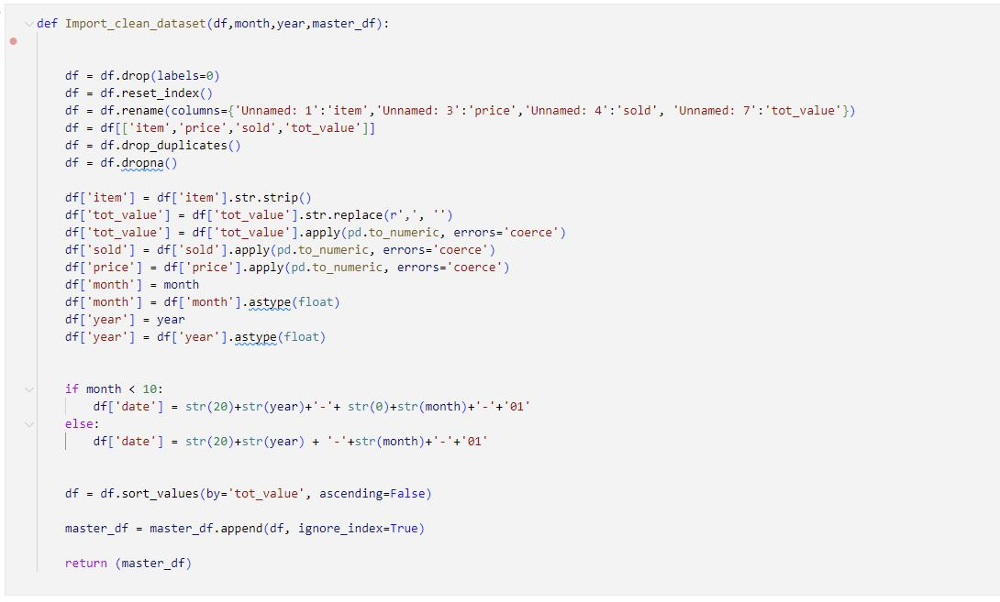 def Import_clean_dataset(df,month,year,master_df):
df = df.drop(labels=0)
df = df.reset_index()
df = df.rename(columns={'Unnamed: 1':'item','Unnamed: 3':'price','Unnamed: 4':'sold', 'Unnamed: 7':'tot_value'})
df = df[['item','price','sold','tot_value']]
df = df.drop_duplicates()
df = df.dropna()
df['item'] = df['item'].str.strip()
df['tot_value'] = df['tot_value'].str.replace(r',', '')
df['tot_value'] = df['tot_value'].apply(pd.to_numeric, errors='coerce')
df['sold'] = df['sold'].apply(pd.to_numeric, errors='coerce')
df['price'] = df['price'].apply(pd.to_numeric, errors='coerce')
df['month'] = month
df['month'] = df['month'].astype(float)
df['year'] = year
df['year'] = df['year'].astype(float)
if month < 10:
df['date'] = str(20)+str(year)+'-'+ str(0)+str(month)+'-'+'01'
else:
df['date'] = str(20)+str(year) + '-'+str(month)+'-'+'01'
df = df.sort_values(by='tot_value', ascending=False)
master_df = master_df.append(df, ignore_index=True)
return (master_df)